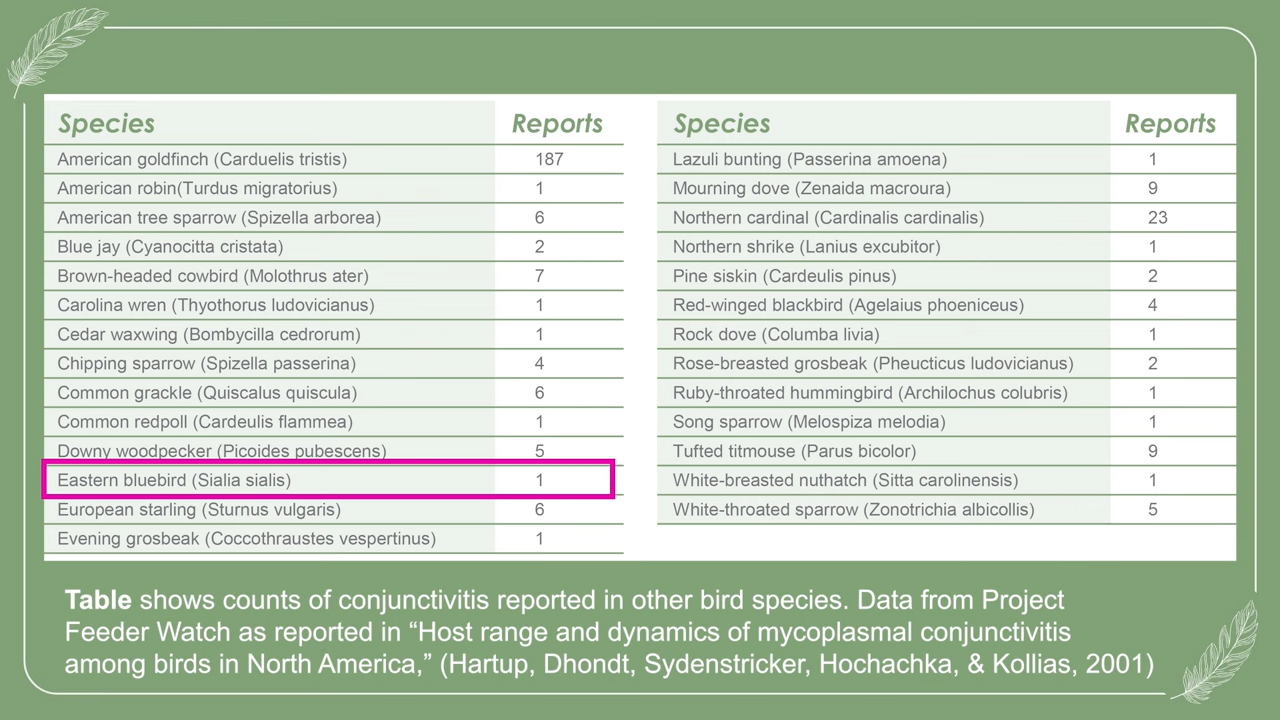 Species Reports
American goldfinch (Carduelis tristis) 187
American robin(Turdus migratorius) 1
American tree sparrow (Spizella arborea) 6
Blue jay (Cyanocitta cristata) 2
Brown-headed cowbird (Molothrus ater) 7
Carolina wren (Thyothorus ludovicianus) 1
Cedar waxwing (Bombycilla cedrorum) 1
Chipping sparrow (Spizella passerina) 4
Common grackle (Quiscalus quiscula) 6
Common redpoll (Cardeulis flammea) 1
Downy woodpecker (Picoides pubescens) 5
Eastern bluebird (Sialia sialis) 1
European starling (Sturnus vulgaris) 6
Evening grosbeak (Coccothraustes vespertinus) 1
Species Reports
Lazuli bunting (Passerina amoena) 1
Mourning dove (Zenaida macroura) 9
Northern cardinal (Cardinalis cardinalis) 23
Northern shrike (Lanius excubitor) 1
Pine siskin (Cardeulis pinus) 2
Red-winged blackbird (Agelaius phoeniceus) 4
Rock dove (Columba livia) 1
Rose-breasted grosbeak (Pheucticus ludovicianus) 2
Ruby-throated hummingbird (Archilochus colubris) 1
Song sparrow (Melospiza melodia) 1
Tufted titmouse (Parus bicolor) 9
White-breasted nuthatch (Sitta carolinensis) 1
White-throated sparrow (Zonotrichia albicollis) 5
Table shows counts of conjunctivitis reported in other bird species. Data from Project
Feeder Watch as reported in “Host range and dynamics of mycoplasmal conjunctivitis
among birds in North America,” (Hartup, Dhondt, Sydenstricker, Hochachka, & Kollias, 2001)